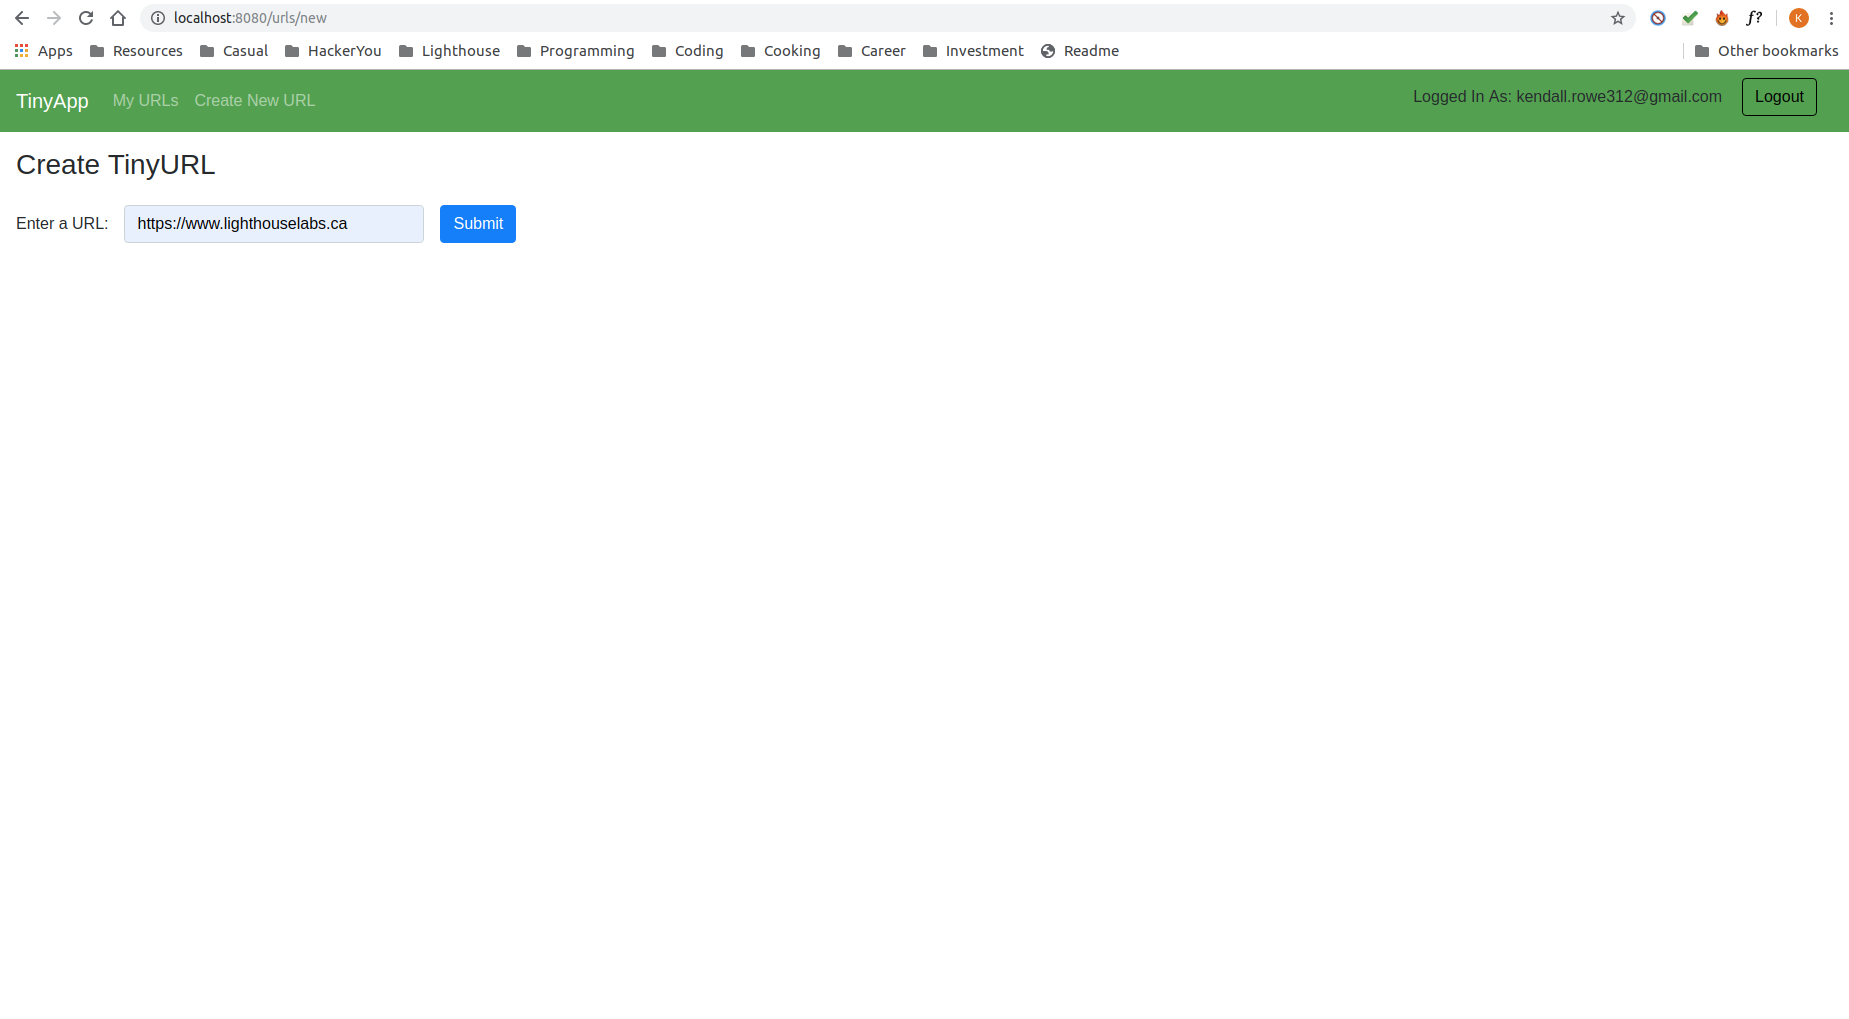 localhost:8080/urls/new f? K
Apps Resources Casual HackerYou Lighthouse Programming Coding Cooking Career Investment Readme Other bookmarks
TinyApp My URLs Create New URL Logged In As: kendall.rowe312@gmail.com Logout
Create TinyURL
Enter a URL: https://www.lighthouselabs.ca Submit